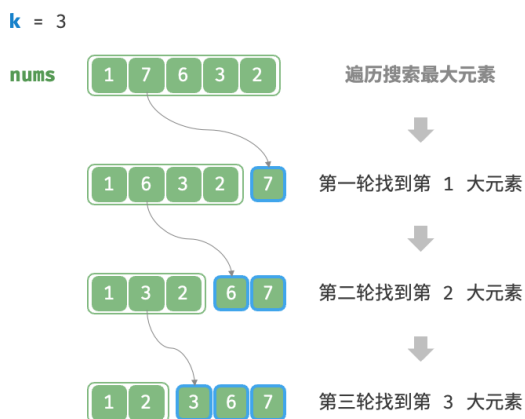 k = 3
nums 1 7 6 3 2 遍历搜索最大元素
1 6 3 2 7 第一轮找到第 1 大元素
1 3 2 6 7 第二轮找到第 2 大元素
1 2 3 6 7 第三轮找到第 3 大元素